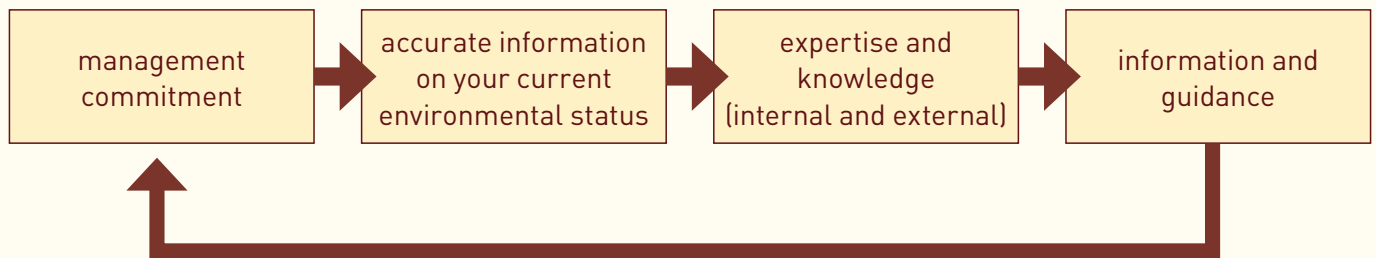 management
commitment
accurate information
on your current
environmental status
expertise and
knowledge
(internal and external)
information and
guidance